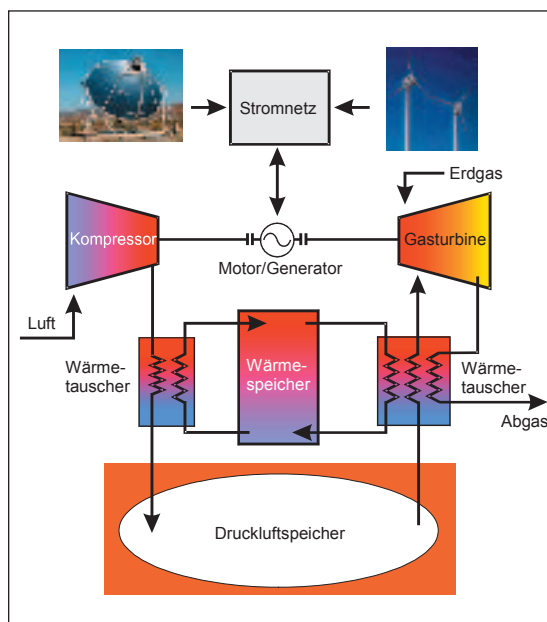 Stromnetz
Erdgas
Kompressor
Gasturbine
Motor/Generator
Luft
Wärme-
tauscher
Wärme-
speicher
Wärme-
tauscher
Abgas
Druckluftspeicher